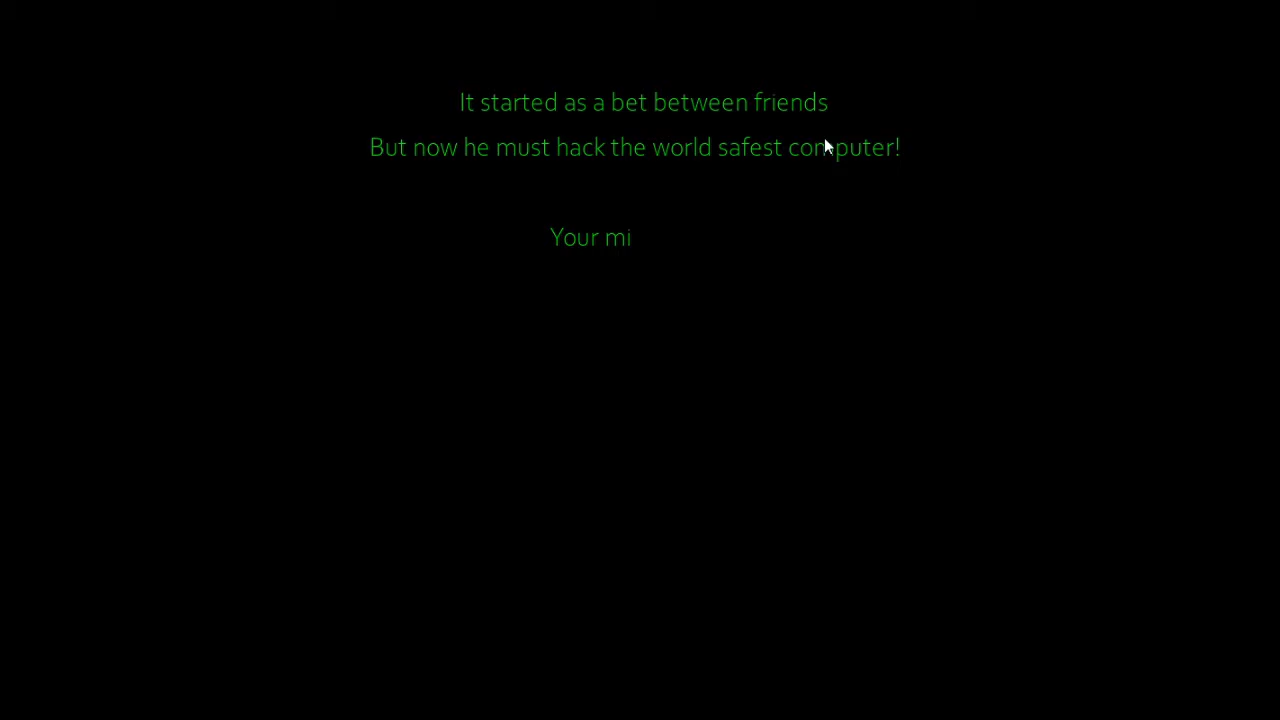 It started as a bet between friends
But now he must hack the world safest computer!
Your mi